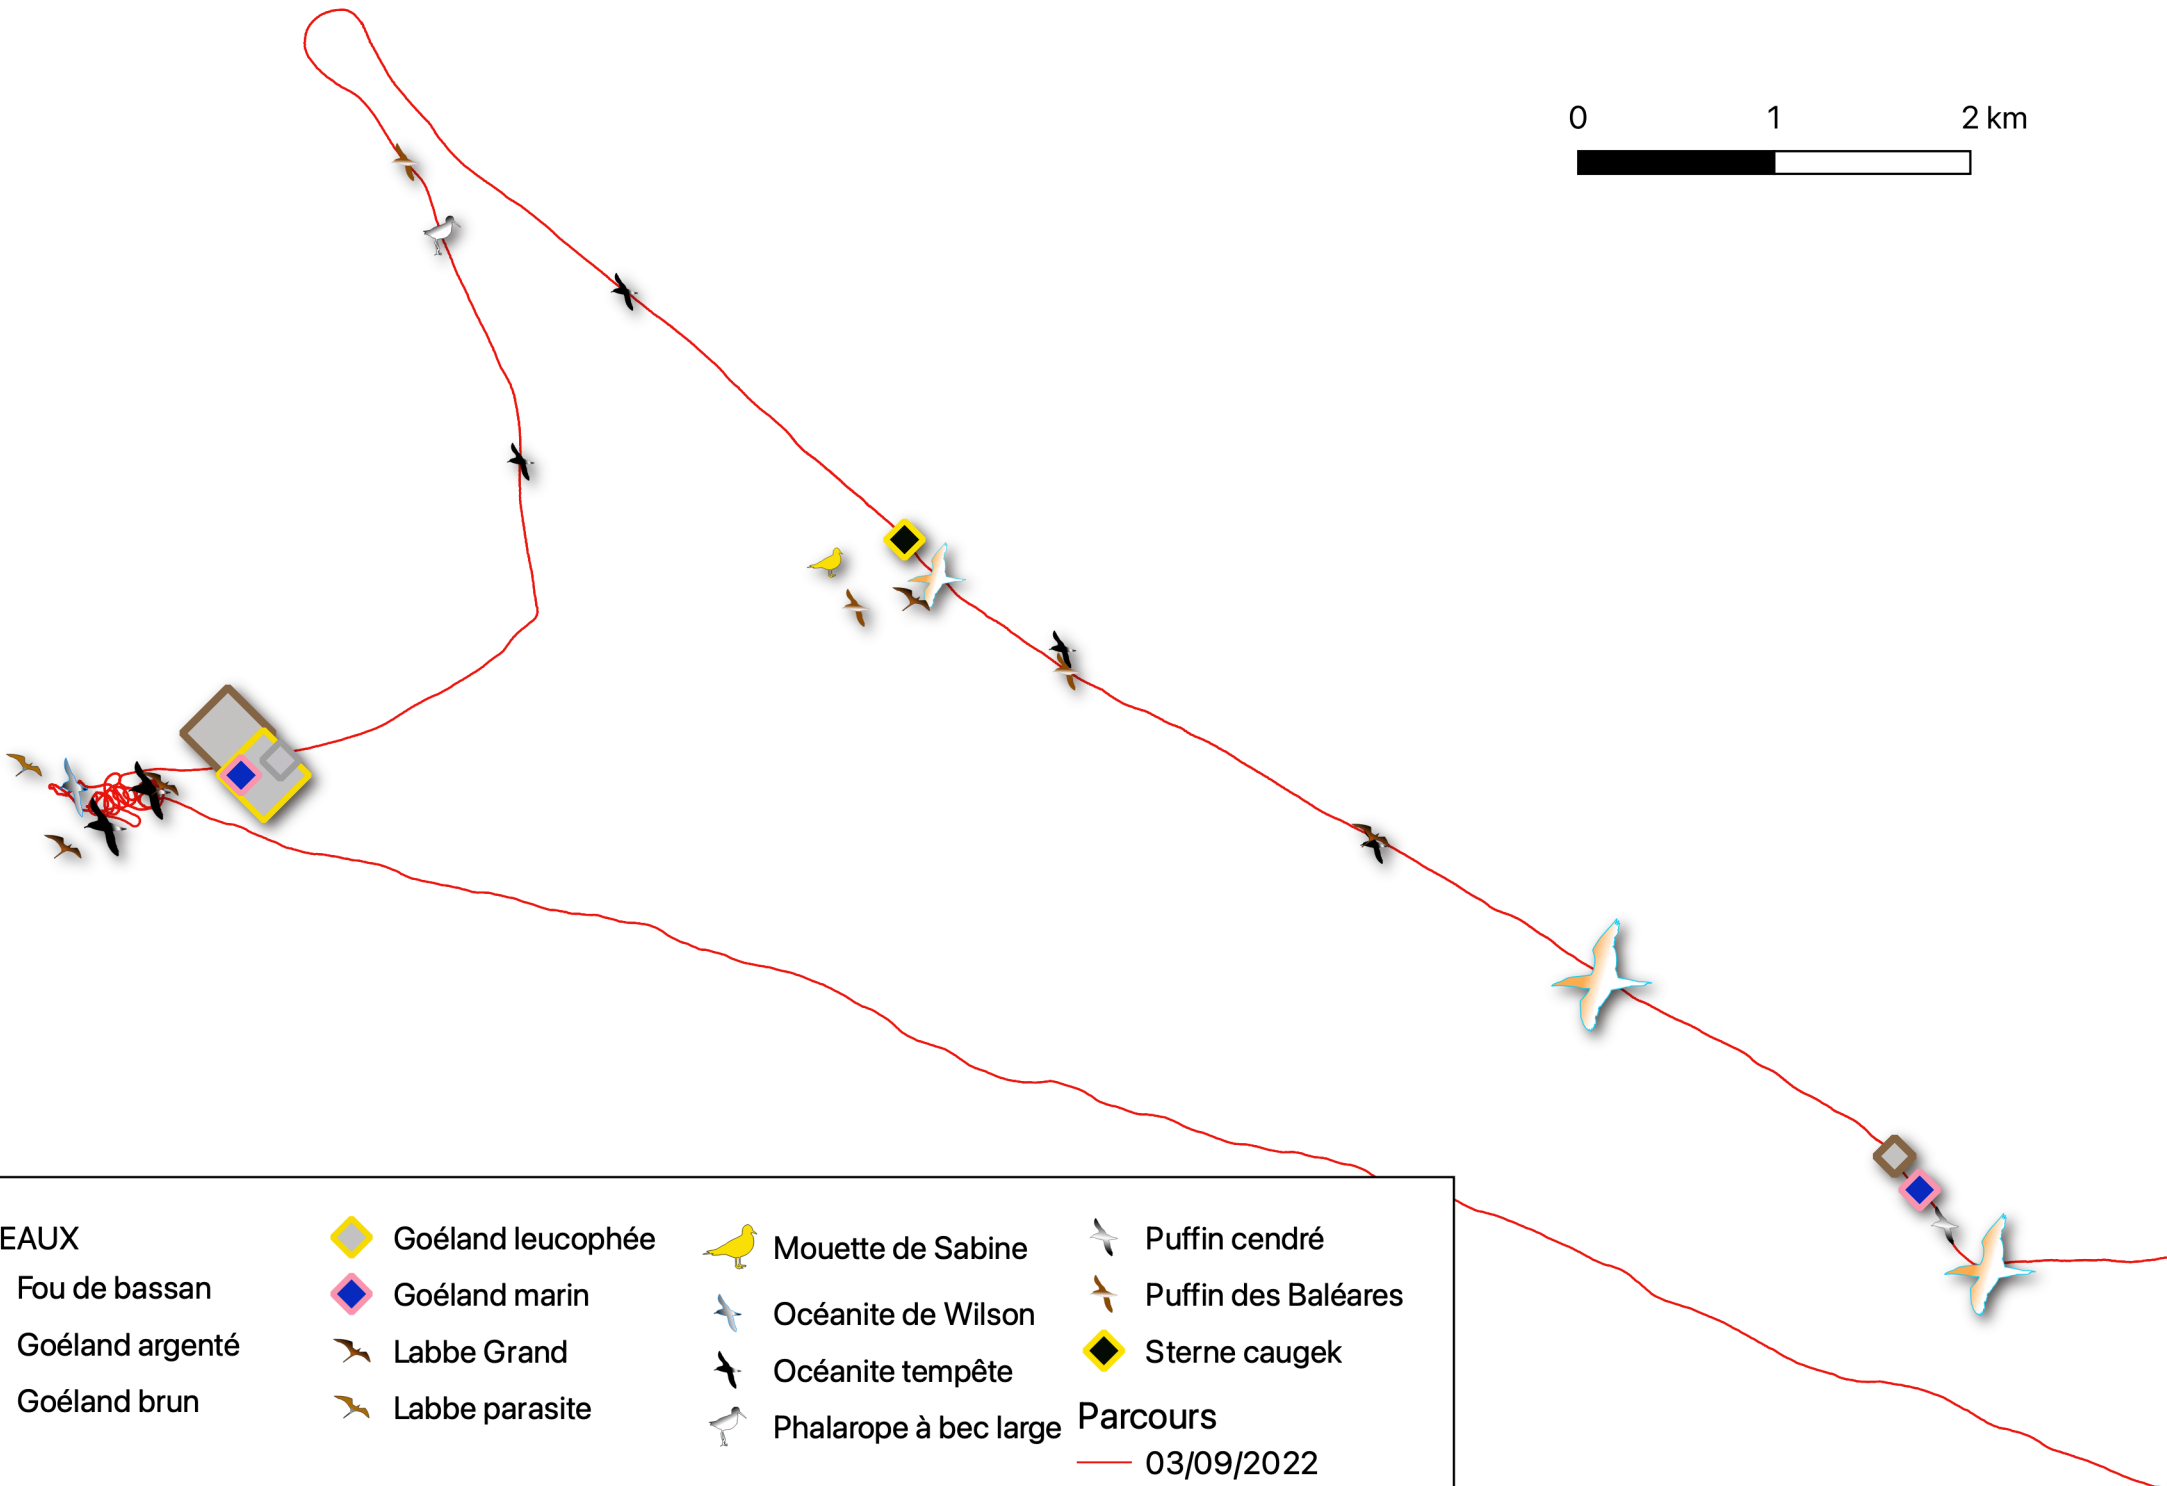 0 1 2 km
EAUX
Fou de bassan
Goéland argenté
Goéland brun
Goéland leucophée
Goéland marin
Labbe Grand
Labbe parasite
Mouette de Sabine
Océanite de Wilson
Océanite tempête
Phalarope à bec large
Puffin cendré
Puffin des Baléares
Sterne caugek
Parcours
03/09/2022